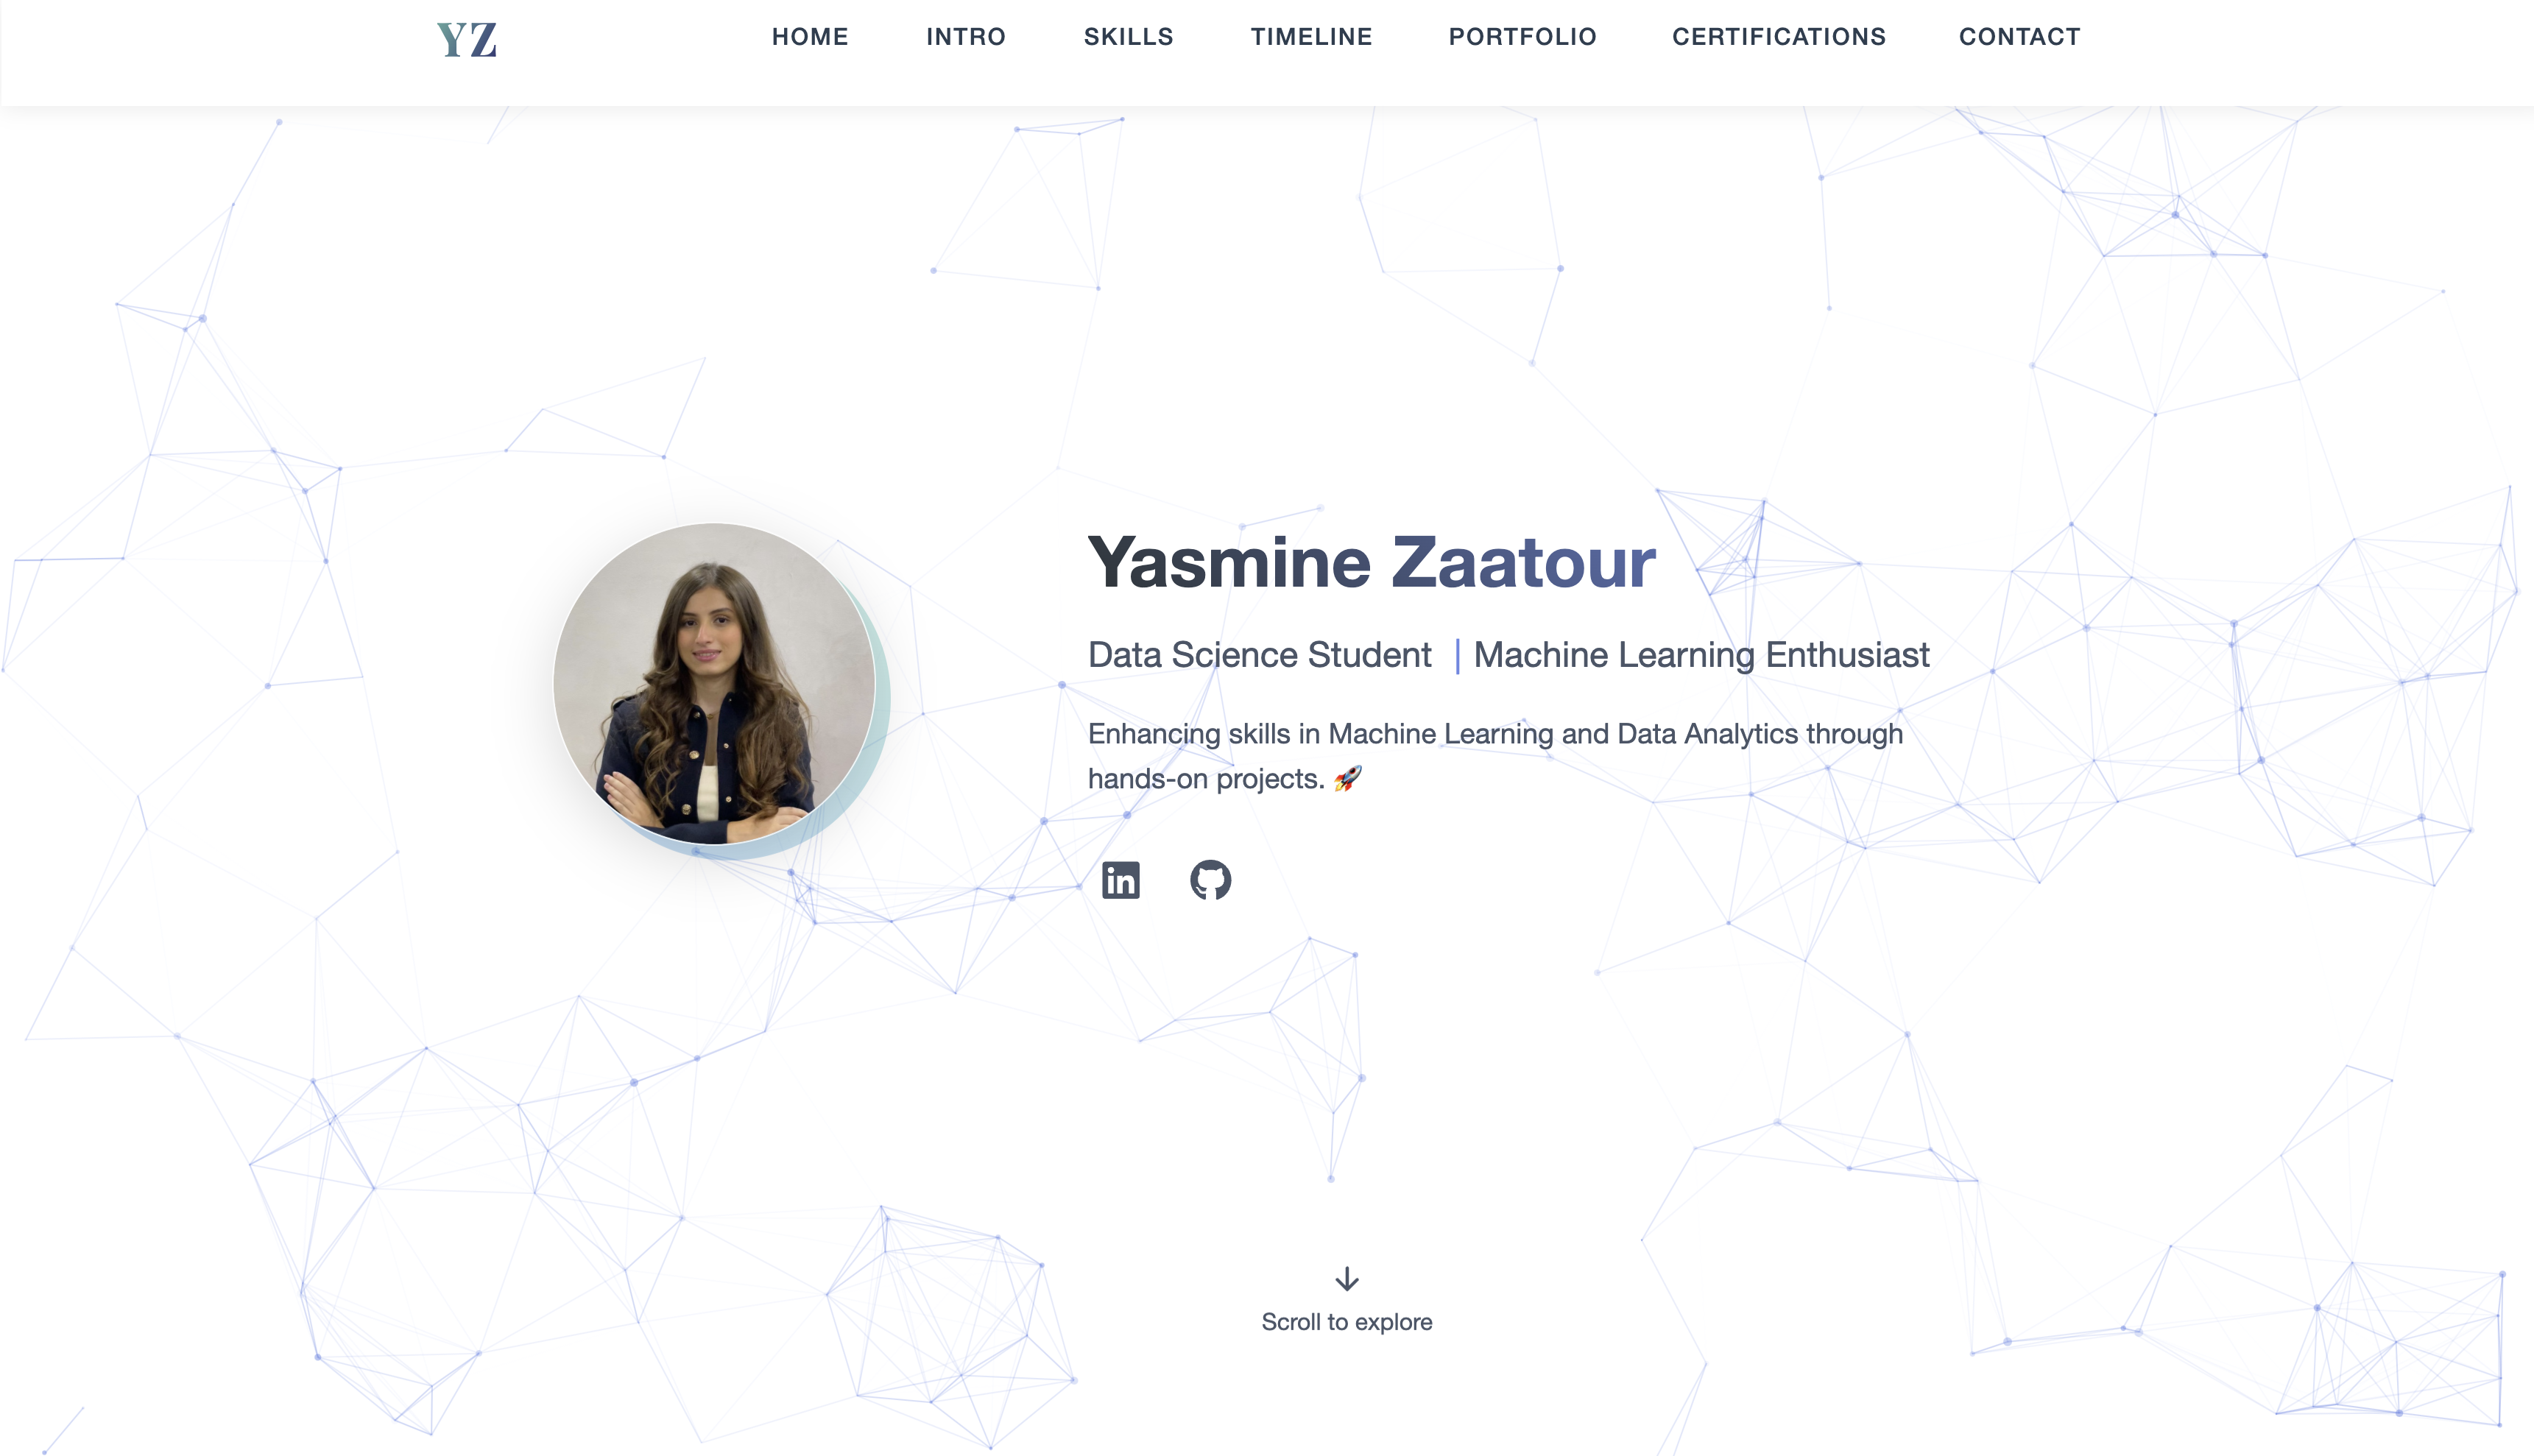 YZ
HOME INTRO SKILLS TIMELINE PORTFOLIO CERTIFICATIONS CONTACT
Yasmine Zaatour
Data Science Student | Machine Learning Enthusiast
Enhancing skills in Machine Learning and Data Analytics through
hands-on projects. 🚀
in
Scroll to explore